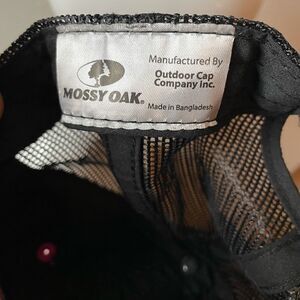 Manufactured By
Outdoor Cap
Company Inc.
MOSSY OAK®
Made in Bangladesh